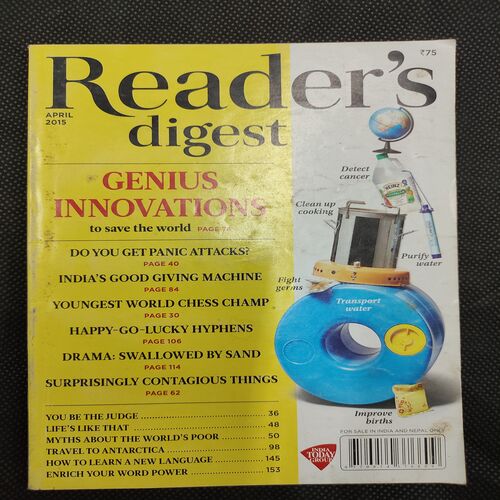 ₹75
Reader's
APRIL
2015
digest
GENIUS
INNOVATIONS
to save the world PAGE
DO YOU GET PANIC ATTACKS?
PAGE 40
INDIA'S GOOD GIVING MACHINE
PAGE 84
YOUNGEST WORLD CHESS CHAMP
PAGE 30
HAPPY-GO-LUCKY HYPHENS
PAGE 106
DRAMA: SWALLOWED BY SAND
PAGE 114
SURPRISINGLY CONTAGIOUS THINGS
PAGE 62
YOU BE THE JUDGE 36
LIFE'S LIKE THAT 48
MYTHS ABOUT THE WORLD'S POOR 50
TRAVEL TO ANTARCTICA 98
HOW TO LEARN A NEW LANGUAGE 145
ENRICH YOUR WORD POWER 153
Detect
cancer
HEINZ
Clean up
cooking
Purify
water
Fight
germs
Transport
water
Improve
births
FOR SALE IN INDIA AND NEPAL ONLY
INDIA
TODAY
GROUP